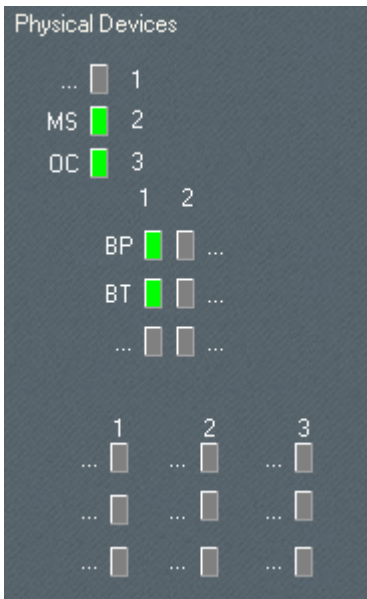 Physical Devices
... 1
MS 2
OC 3
1 2
BP ...
BT ...
... ...
1 2 3
... ... ...
... ... ...
... ... ...